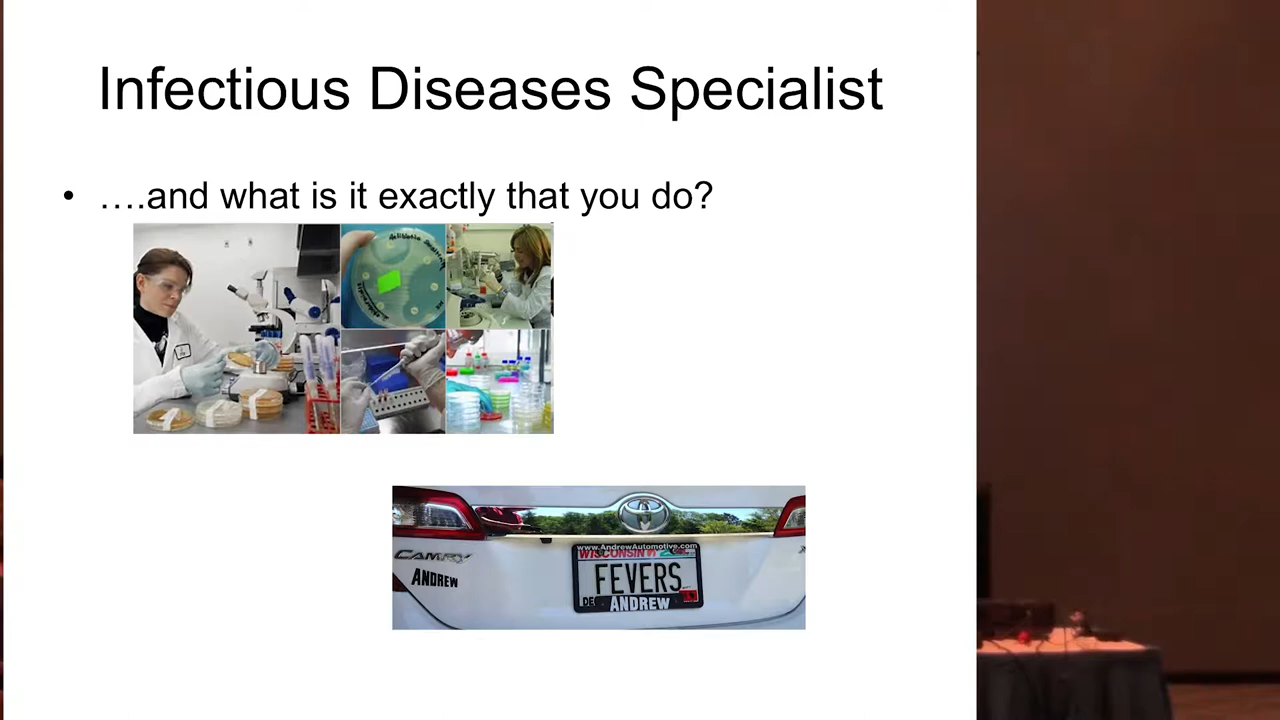 Infectious Diseases Specialist
• ….and what is it exactly that you do?
CAMRY
ANDREW
www.AndrewAutomotive.com
WISCONSIN
FEVERS
DE
ANDREW